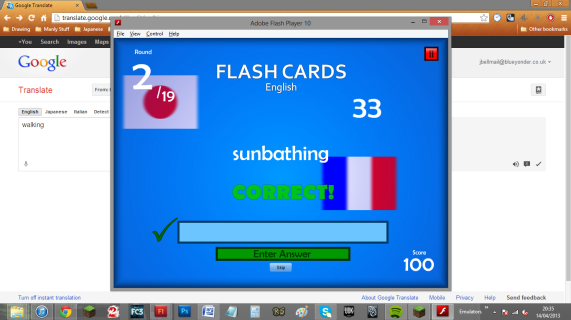 Google Translate
translate.google.
Drawing
Manly Stuff
Japanese
Other bookmarks
+You Search Images Maps
Google
jbellmail@blueyonder.co.uk
Translate
From:
English Japanese Italian Detect
walking
Adobe Flash Player 10
File View Control Help
Round
2/19
FLASH CARDS
English
33
sunbathing
CORRECT!
Enter Answer
Skip
Score
100
Turn off instant translation
About Google Translate Mobile Privacy Help Send feedback
Emulators
20:35
14/04/2013